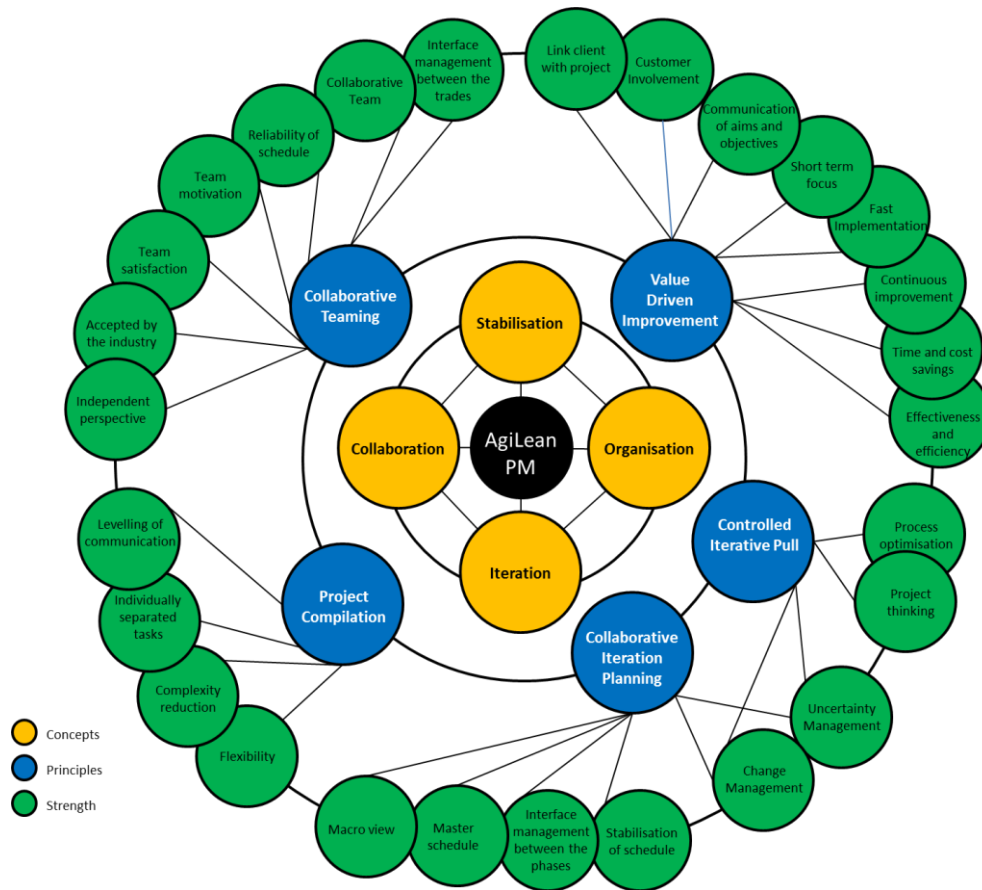 Interface
management
between the
trades
Link client
with project
Customer
Involvement
Collaborative
Team
Communication
of aims and
objectives
Reliability of
schedule
Short term
focus
Team
motivation
Fast
Implementation
Team
satisfaction
Continuous
improvement
Accepted by
the industry
Time and cost
savings
Independent
perspective
Effectiveness and
efficiency
Collaborative
Teaming
Value
Driven
Improvement
Stabilisation
Collaboration
AgiLean
PM
Organisation
Iteration
Levelling of
communication
Controlled
Iterative Pull
Process
optimisation
Individually
separated
tasks
Project
Compilation
Project
thinking
Collaborative
Iteration
Planning
Complexity
reduction
Uncertainty
Management
Flexibility
Change
Management
Macro view
Master
schedule
Interface
management
between the
phases
Stabilisation
of schedule
Concepts
Principles
Strength